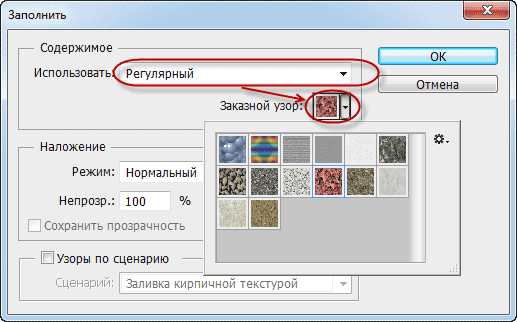 Заполнить
Содержимое
OK
Использовать: Регулярный
Отмена
Заказной узор:
Наложение
Режим: Нормальный
Непрозр.: 100 %
Сохранить прозрачность
Узоры по сценарию
Сценарий: Заливка кирпичной текстурой